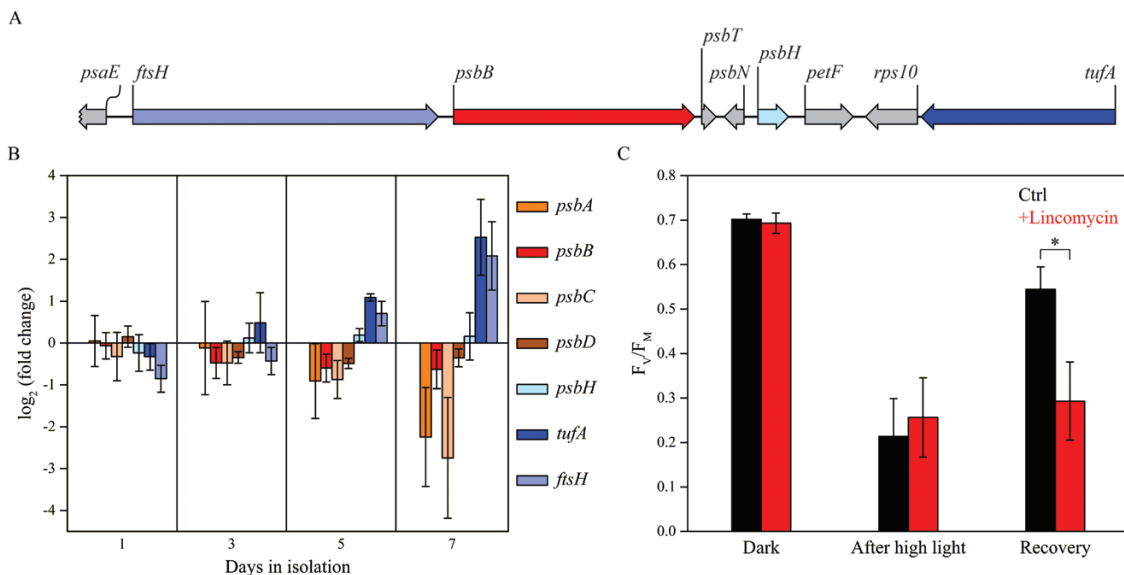 A
psaE ftsH psbB psbT psbN psbH petF rps10 tufA
B
log2 (fold change)
4
3
2
1
0
-1
-2
-3
-4
1 3 5 7
Days in isolation
psbA
psbB
psbC
psbD
psbH
tufA
ftsH
C
FV/FM
0.8
0.7
0.6
0.5
0.4
0.3
0.2
0.1
0.0
Ctrl
+Lincomycin
*
Dark After high light Recovery